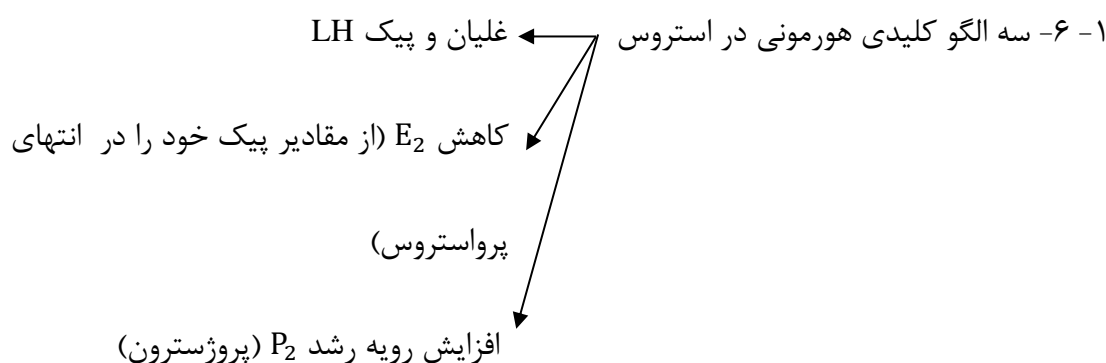 ۱- ۶- سه الگو کلیدی هورمونی در استروس غلیان و پیک LH
کاهش E₂ (از مقادیر پیک خود را در انتهای
پرواستروس)
افزایش رویه رشد P₂ (پروژسترون)